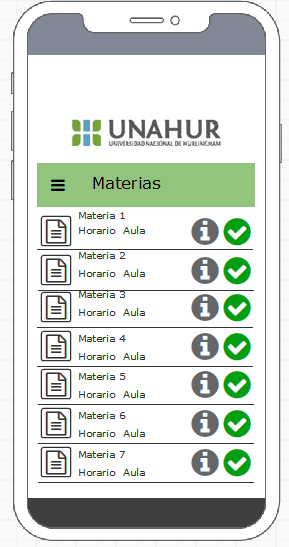 UNAHUR
UNIVERSIDAD NACIONAL DE HURLINGHAM
Materias
Materia 1
Horario Aula
Materia 2
Horario Aula
Materia 3
Horario Aula
Materia 4
Horario Aula
Materia 5
Horario Aula
Materia 6
Horario Aula
Materia 7
Horario Aula